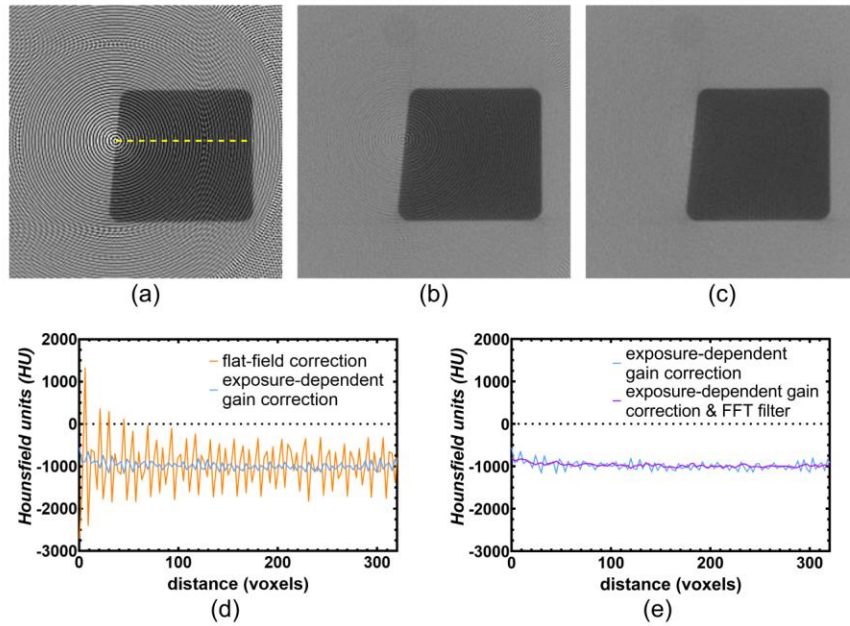 (a)
(b)
(c)
2000
1000
0
-1000
-2000
-3000
Hounsfield units (HU)
flat-field correction
exposure-dependent
gain correction
0
100
200
300
distance (voxels)
(d)
2000
1000
0
-1000
-2000
-3000
Hounsfield units (HU)
exposure-dependent
gain correction
exposure-dependent gain
correction & FFT filter
0
100
200
300
distance (voxels)
(e)